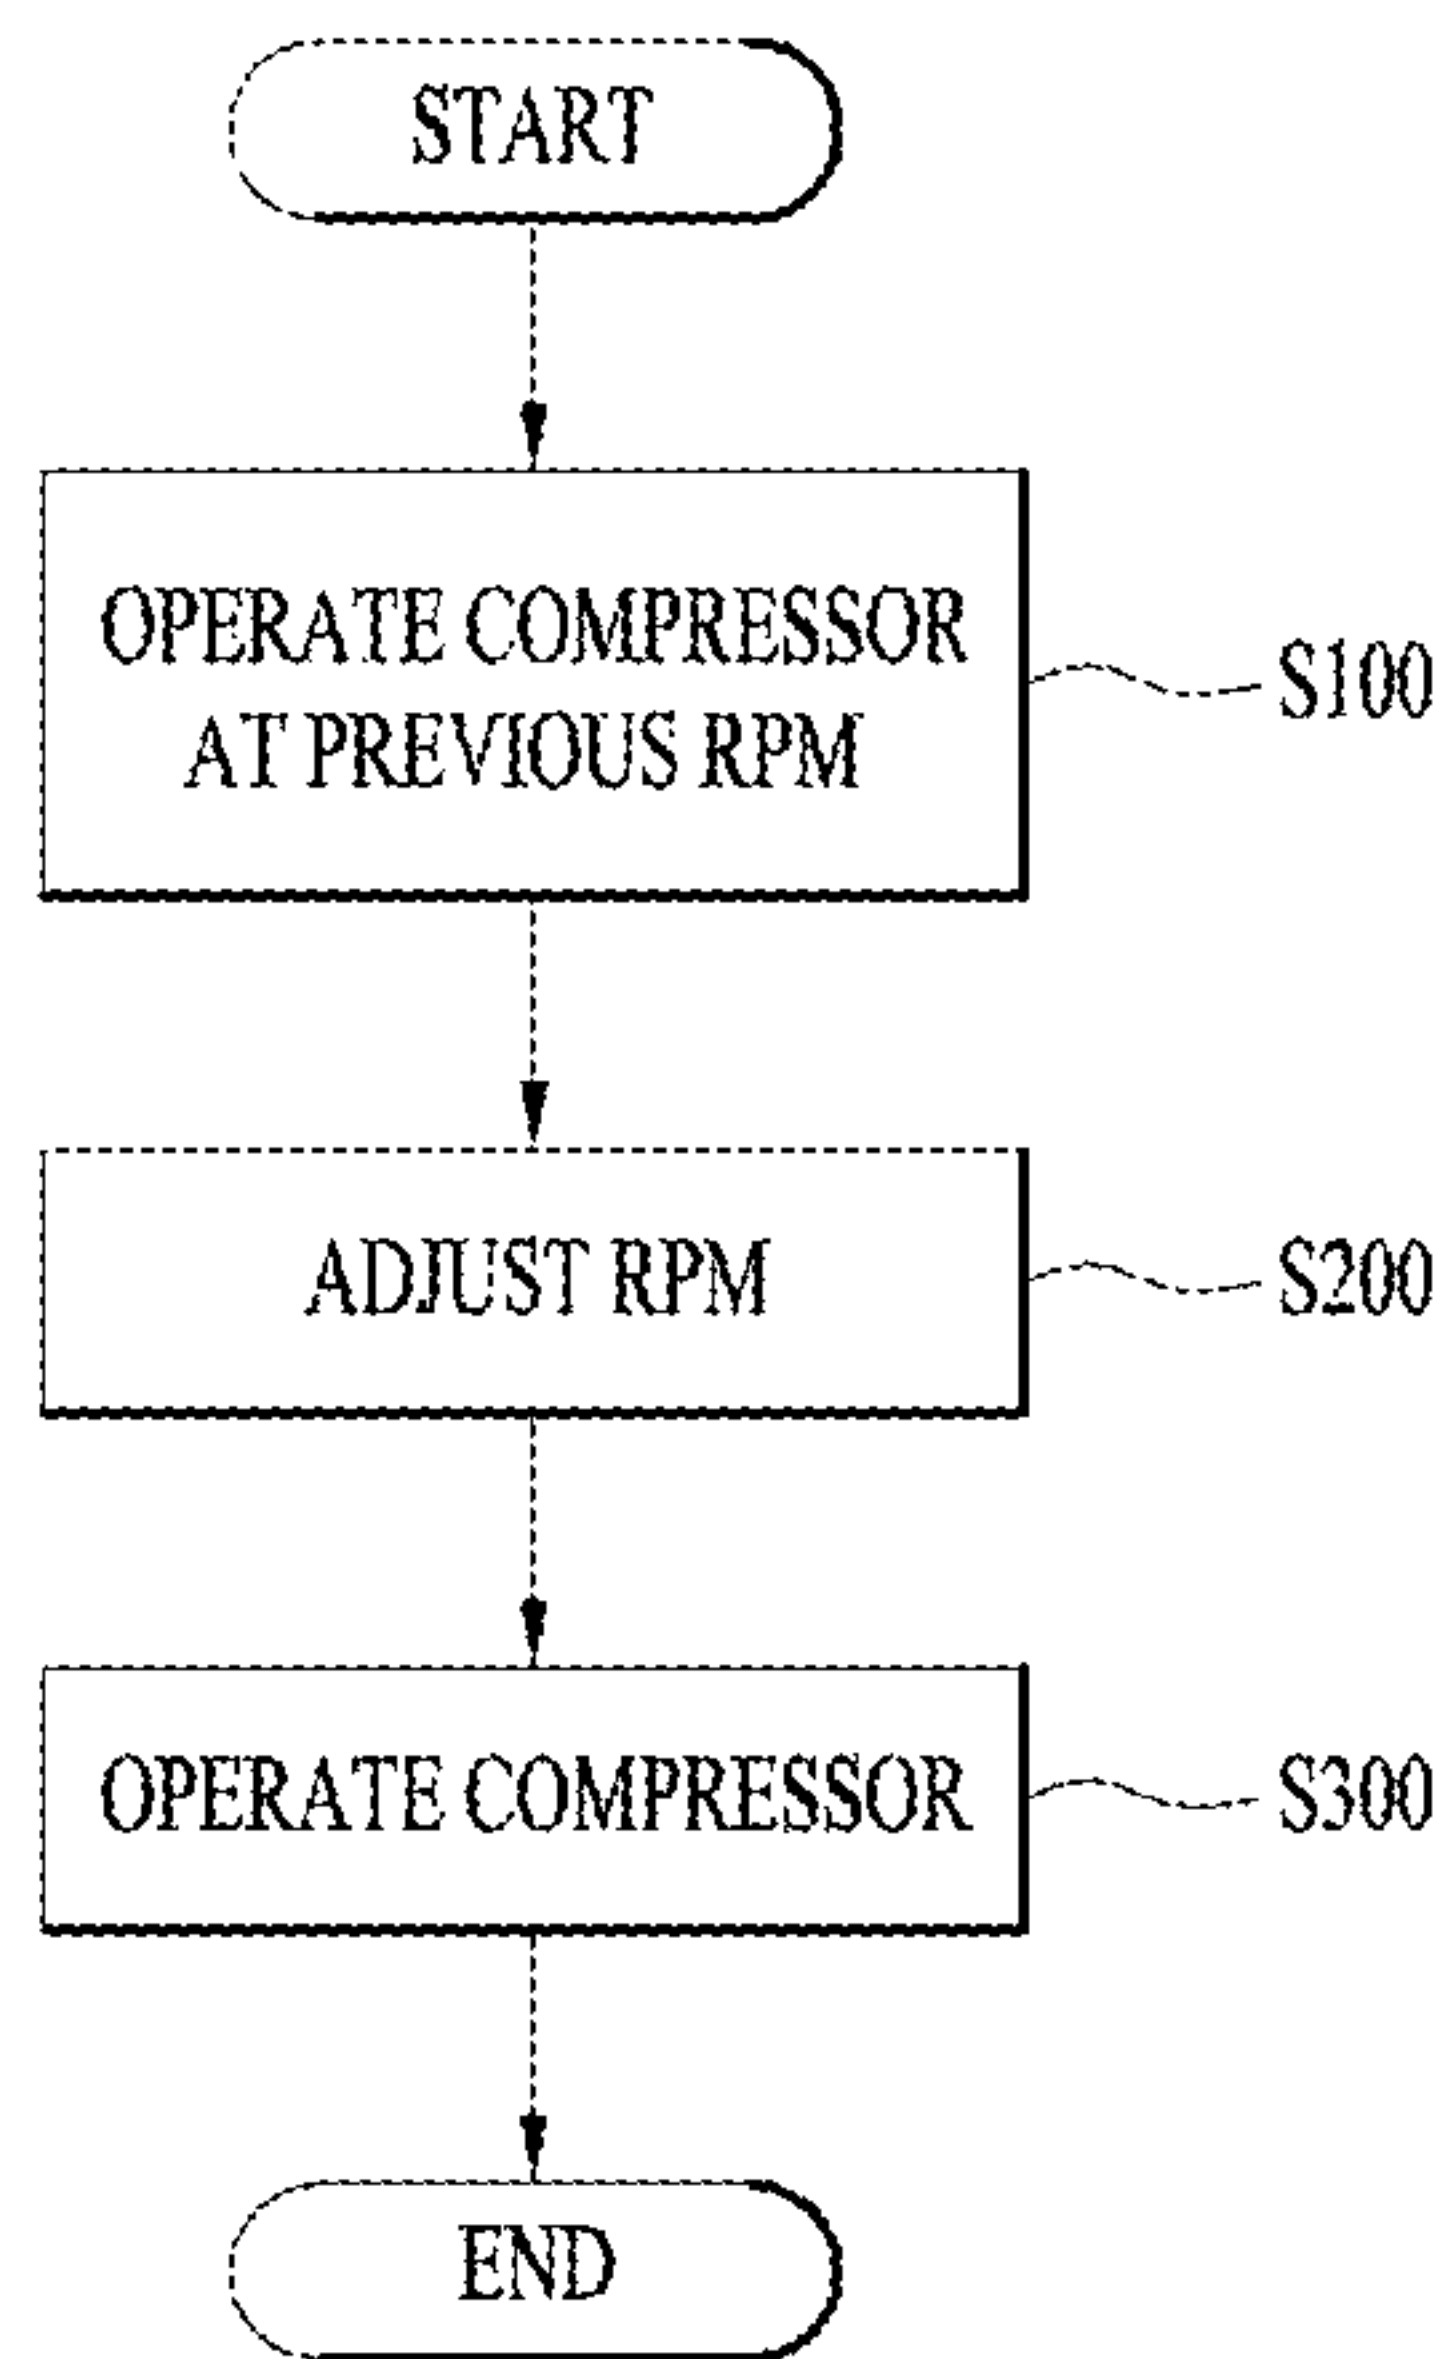 START
OPERATE COMPRESSOR
AT PREVIOUS RPM
S100
ADJUST RPM
S200
OPERATE COMPRESSOR
S300
END